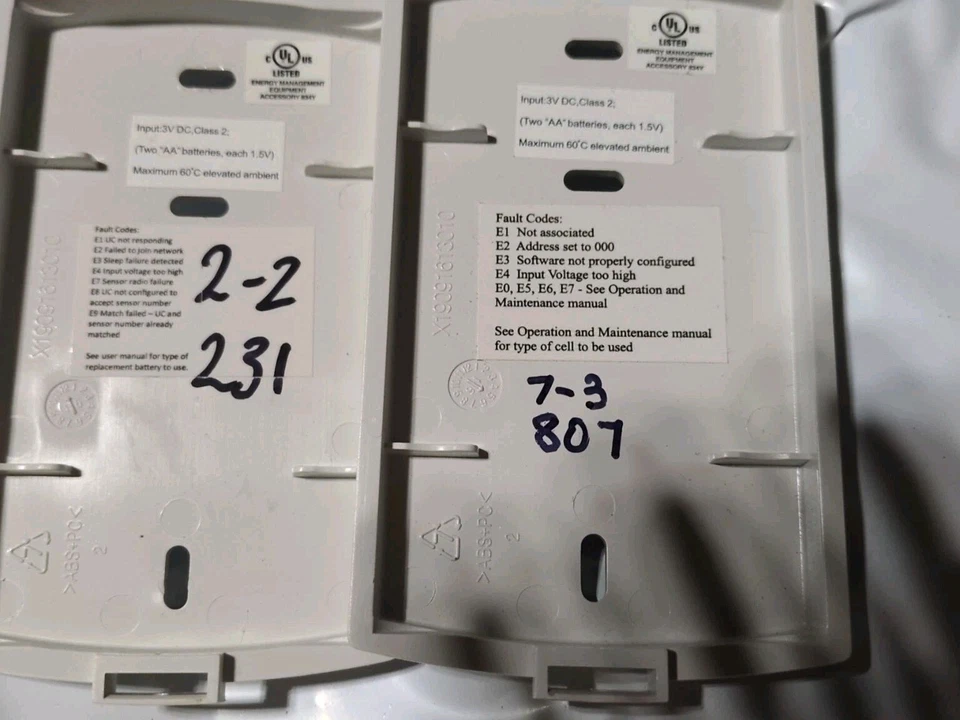 C UL US
LISTED
ENERGY MANAGEMENT
EQUIPMENT
ACCESSORY
Input:3V DC,Class 2;
(Two "AA" batteries, each 1.5V)
Maximum 60°C elevated ambient
Fault Codes:
E1 UC not responding
E2 Failed to join network
E3 Sleep failure detected
E4 Input voltage too high
E7 Sensor radio failure
E8 UC not configured to
accept sensor number
E9 Match failed – UC and
sensor number already
matched
See user manual for type of
replacement battery to use.
2-2
231
>ABS+PC<
2
C UL US
LISTED
ENERGY MANAGEMENT
EQUIPMENT
ACCESSORY
Input:3V DC,Class 2;
(Two "AA" batteries, each 1.5V)
Maximum 60°C elevated ambient
Fault Codes:
E1 Not associated
E2 Address set to 000
E3 Software not properly configured
E4 Input Voltage too high
E0, E5, E6, E7 - See Operation and
Maintenance manual
See Operation and Maintenance manual
for type of cell to be used
7-3
807
>ABS+PC<
2